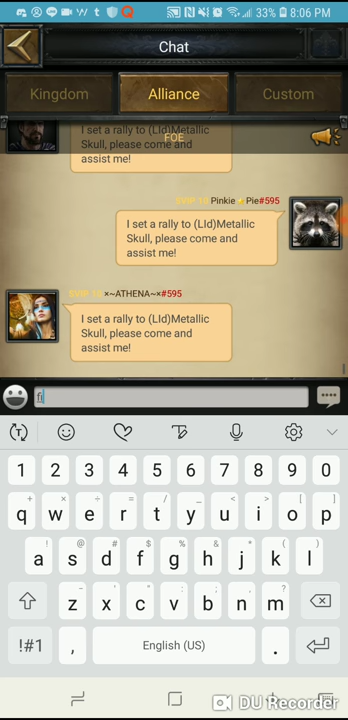 33% 8:06 PM
Chat
Kingdom Alliance Custom
I set a rally to (Lld)Metallic
Skull, please come and
assist me!
FOE
Pinkie Pie#595
I set a rally to (Lld)Metallic
Skull, please come and
assist me!
×~ATHENA~×#595
I set a rally to (Lld)Metallic
Skull, please come and
assist me!
fi
1 2 3 4 5 6 7 8 9 0
q w e r t y u i o p
a s d f g h j k l
z x c v b n m
!#1 , English (US) .
DU Recorder